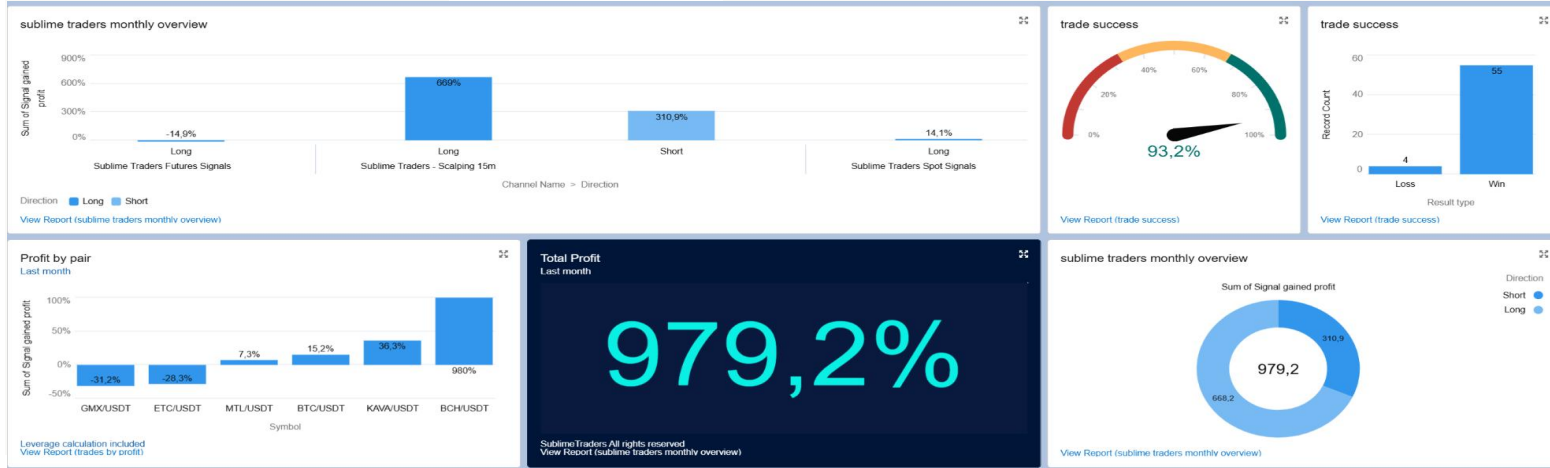 sublime traders monthly overview
Sum of Signal gained
profit
900%
600%
300%
0%
-14,9%
669%
310,9%
14,1%
Long
Long
Short
Long
Sublime Traders Futures Signals
Sublime Traders - Scalping 15m
Sublime Traders Spot Signals
Channel Name > Direction
Direction Long Short
View Report (sublime traders monthly overview)
trade success
0%
20%
40%
60%
80%
100%
93,2%
View Report (trade success)
trade success
Record Count
60
40
20
0
4
55
Loss
Win
Result type
View Report (trade success)
Profit by pair
Last month
Sum of Signal gained profit
100%
50%
0%
-50%
-31,2%
-28,3%
7,3%
15,2%
36,3%
980%
GMX/USDT
ETC/USDT
MTL/USDT
BTC/USDT
KAVA/USDT
BCH/USDT
Symbol
Leverage calculation included
View Report (trades by profit)
Total Profit
Last month
979,2%
SublimeTraders All rights reserved
View Report (sublime traders monthly overview)
sublime traders monthly overview
Direction
Short
Long
Sum of Signal gained profit
310,9
979,2
668,2
View Report (sublime traders monthly overview)